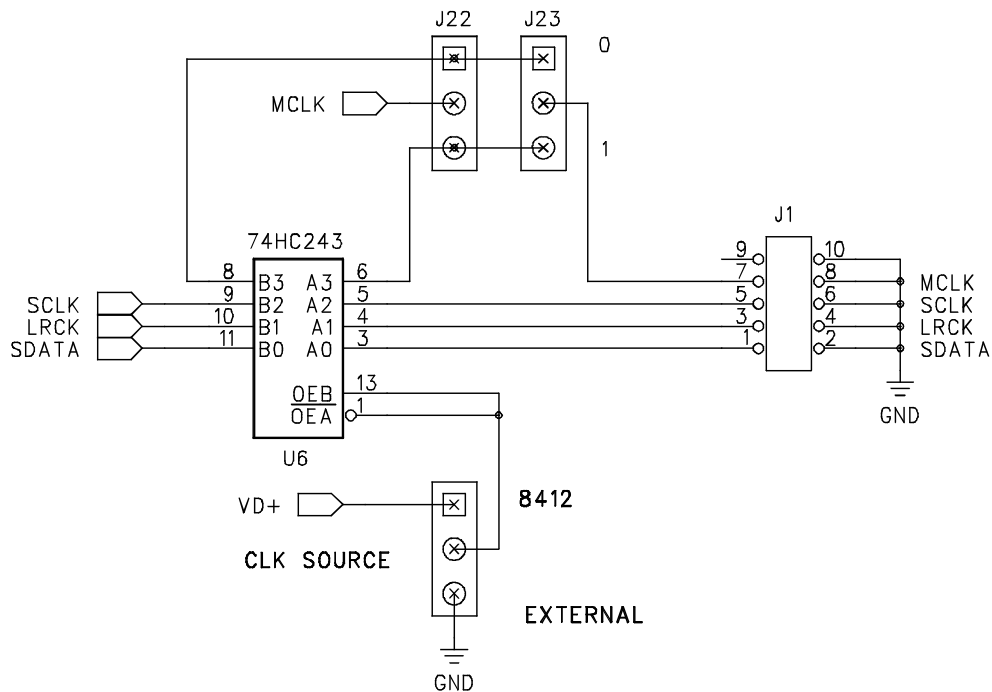 J22 J23
0
MCLK
1
J1
74HC243
9 10
8 B3 A3 6
7 8 MCLK
SCLK 9 B2 A2 5
5 6 SCLK
LRCK 10 B1 A1 4
3 4 LRCK
SDATA 11 B0 A0 3
1 2 SDATA
OEB 13
OEA 1
GND
U6
VD+
8412
CLK SOURCE
EXTERNAL
GND